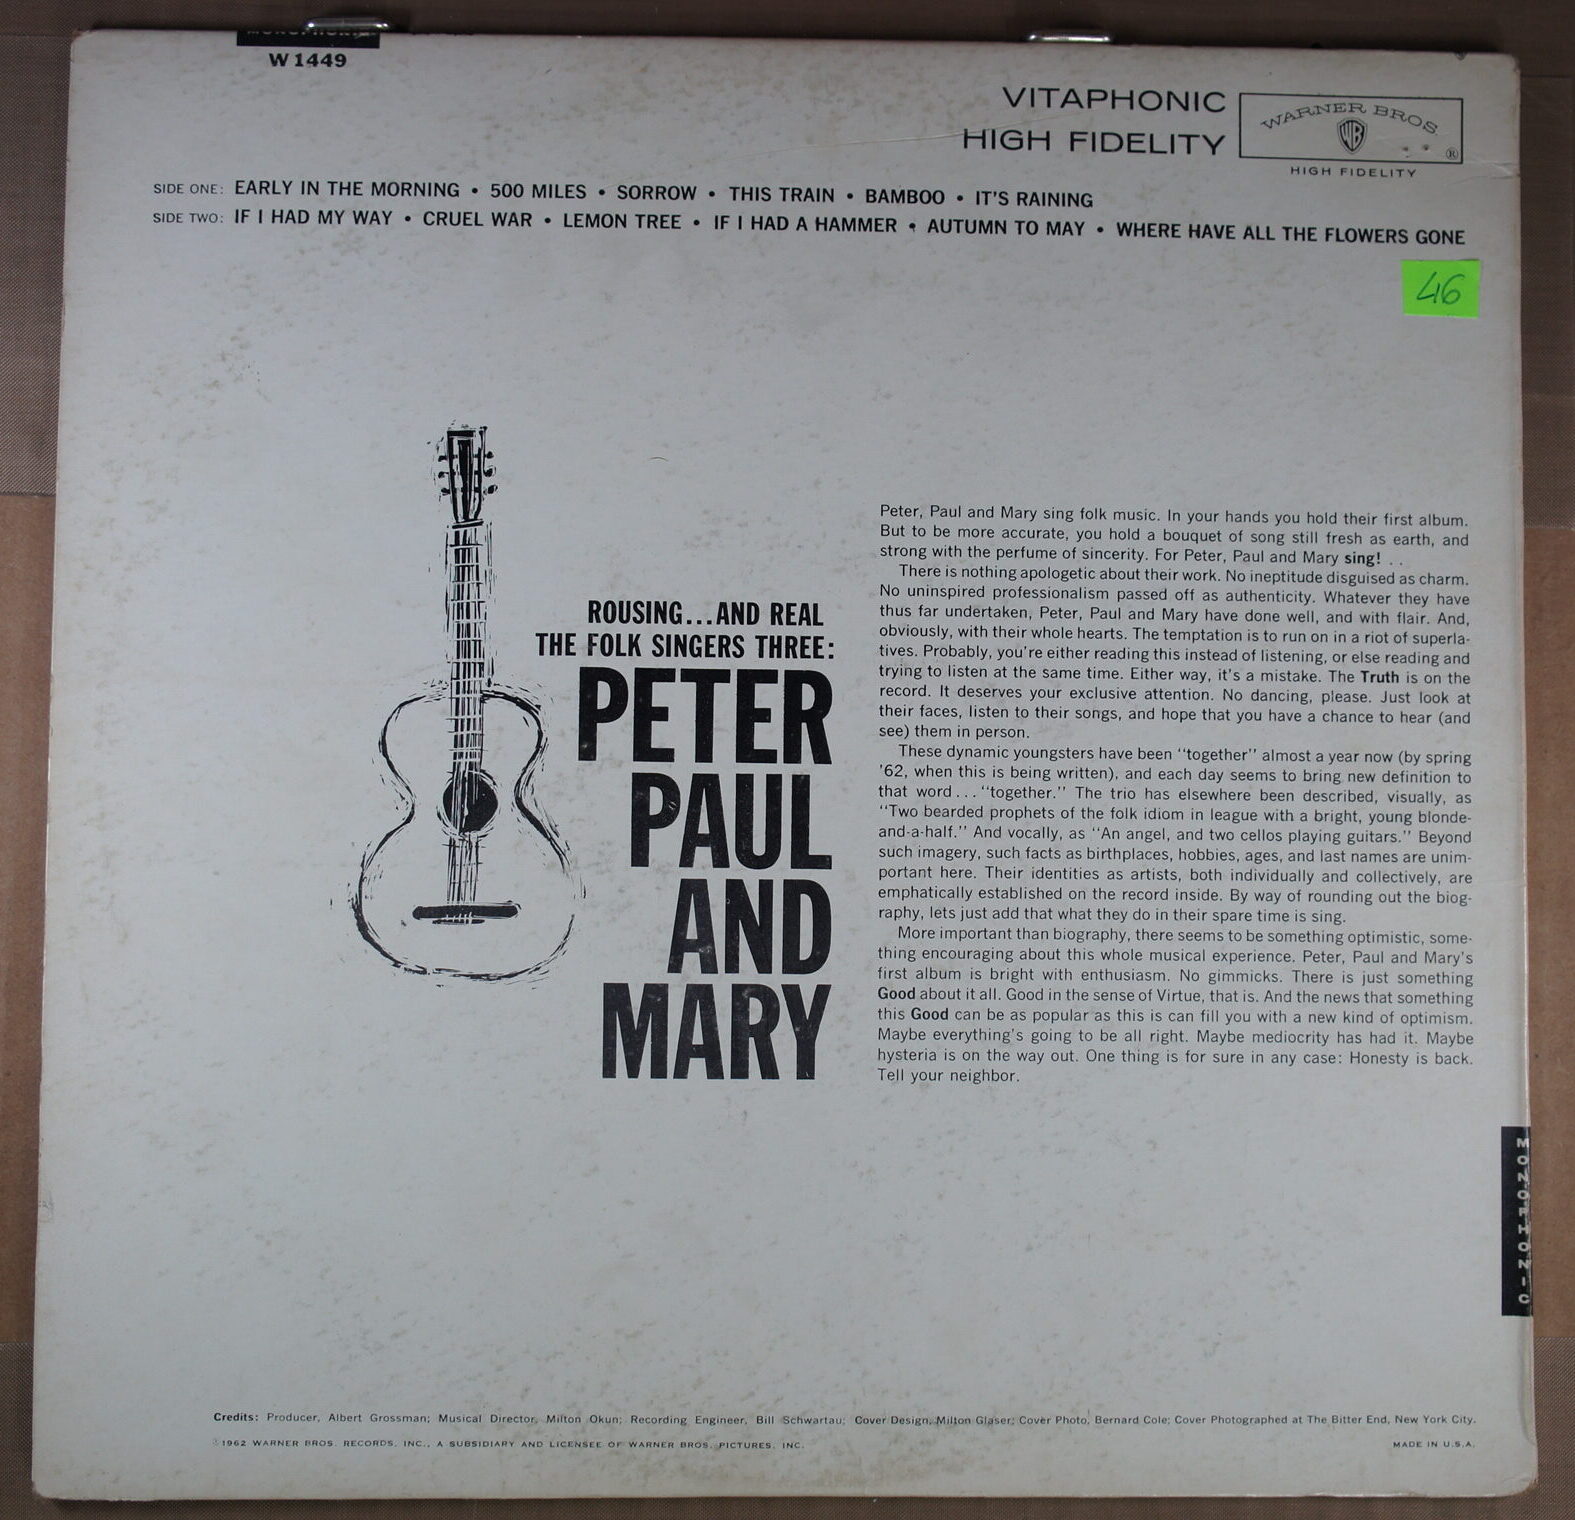 MONOPHONIC
W 1449
VITAPHONIC
HIGH FIDELITY
WARNER BROS.
WB
®
HIGH FIDELITY
SIDE ONE: EARLY IN THE MORNING • 500 MILES • SORROW • THIS TRAIN • BAMBOO • IT'S RAINING
SIDE TWO: IF I HAD MY WAY • CRUEL WAR • LEMON TREE • IF I HAD A HAMMER • AUTUMN TO MAY • WHERE HAVE ALL THE FLOWERS GONE
46
ROUSING...AND REAL
THE FOLK SINGERS THREE:
PETER
PAUL
AND
MARY
Peter, Paul and Mary sing folk music. In your hands you hold their first album.
But to be more accurate, you hold a bouquet of song still fresh as earth, and
strong with the perfume of sincerity. For Peter, Paul and Mary sing! . .
There is nothing apologetic about their work. No ineptitude disguised as charm.
No uninspired professionalism passed off as authenticity. Whatever they have
thus far undertaken, Peter, Paul and Mary have done well, and with flair. And,
obviously, with their whole hearts. The temptation is to run on in a riot of superla-
tives. Probably, you're either reading this instead of listening, or else reading and
trying to listen at the same time. Either way, it's a mistake. The Truth is on the
record. It deserves your exclusive attention. No dancing, please. Just look at
their faces, listen to their songs, and hope that you have a chance to hear (and
see) them in person.
These dynamic youngsters have been "together" almost a year now (by spring
'62, when this is being written), and each day seems to bring new definition to
that word... "together." The trio has elsewhere been described, visually, as
"Two bearded prophets of the folk idiom in league with a bright, young blonde-
and-a-half." And vocally, as "An angel, and two cellos playing guitars." Beyond
such imagery, such facts as birthplaces, hobbies, ages, and last names are unim-
portant here. Their identities as artists, both individually and collectively, are
emphatically established on the record inside. By way of rounding out the biog-
raphy, lets just add that what they do in their spare time is sing.
More important than biography, there seems to be something optimistic, some-
thing encouraging about this whole musical experience. Peter, Paul and Mary's
first album is bright with enthusiasm. No gimmicks. There is just something
Good about it all. Good in the sense of Virtue, that is. And the news that something
this Good can be as popular as this is can fill you with a new kind of optimism.
Maybe everything's going to be all right. Maybe mediocrity has had it. Maybe
hysteria is on the way out. One thing is for sure in any case: Honesty is back.
Tell your neighbor.
MONOPHONIC
Credits: Producer, Albert Grossman; Musical Director, Milton Okun; Recording Engineer, Bill Schwartau; Cover Design, Milton Glaser; Cover Photo, Bernard Cole; Cover Photographed at The Bitter End, New York City.
©1962 WARNER BROS. RECORDS, INC., A SUBSIDIARY AND LICENSEE OF WARNER BROS. PICTURES, INC.
MADE IN U.S.A.